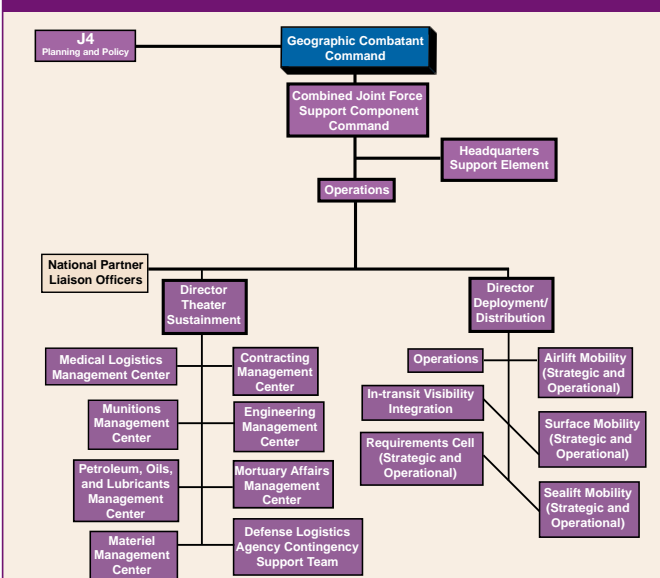 J4
Planning and Policy
Geographic Combatant
Command
Combined Joint Force
Support Component
Command
Headquarters
Support Element
Operations
National Partner
Liaison Officers
Director
Theater
Sustainment
Director
Deployment/
Distribution
Medical Logistics
Management Center
Contracting
Management
Center
Munitions
Management
Center
Engineering
Management
Center
Petroleum, Oils,
and Lubricants
Management
Center
Mortuary Affairs
Management
Center
Materiel
Management
Center
Defense Logistics
Agency Contingency
Support Team
Operations
Airlift Mobility
(Strategic and
Operational)
In-transit Visibility
Integration
Surface Mobility
(Strategic and
Operational)
Requirements Cell
(Strategic and
Operational)
Sealift Mobility
(Strategic and
Operational)